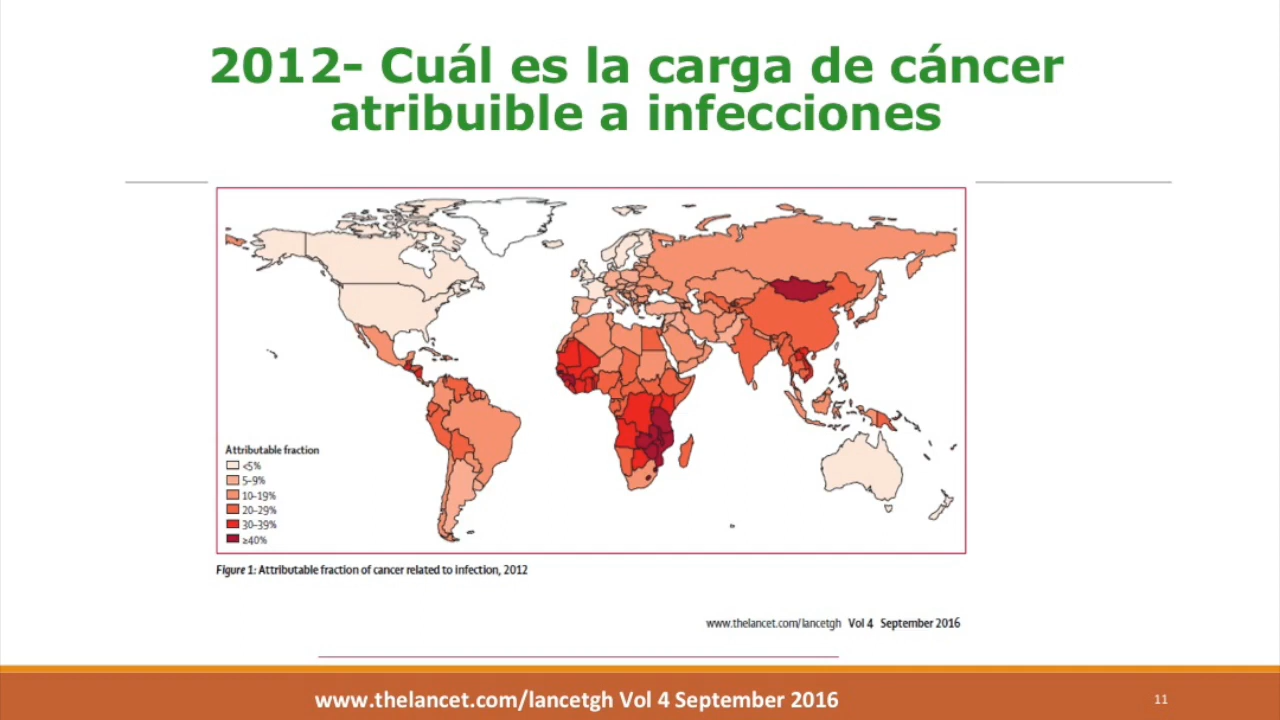 2012- Cuál es la carga de cáncer
atribuible a infecciones
Attributable fraction
<5%
5–9%
10–19%
20–29%
30–39%
≥40%
Figure 1: Attributable fraction of cancer related to infection, 2012
www.thelancet.com/lancetgh Vol 4 September 2016
www.thelancet.com/lancetgh Vol 4 September 2016
11